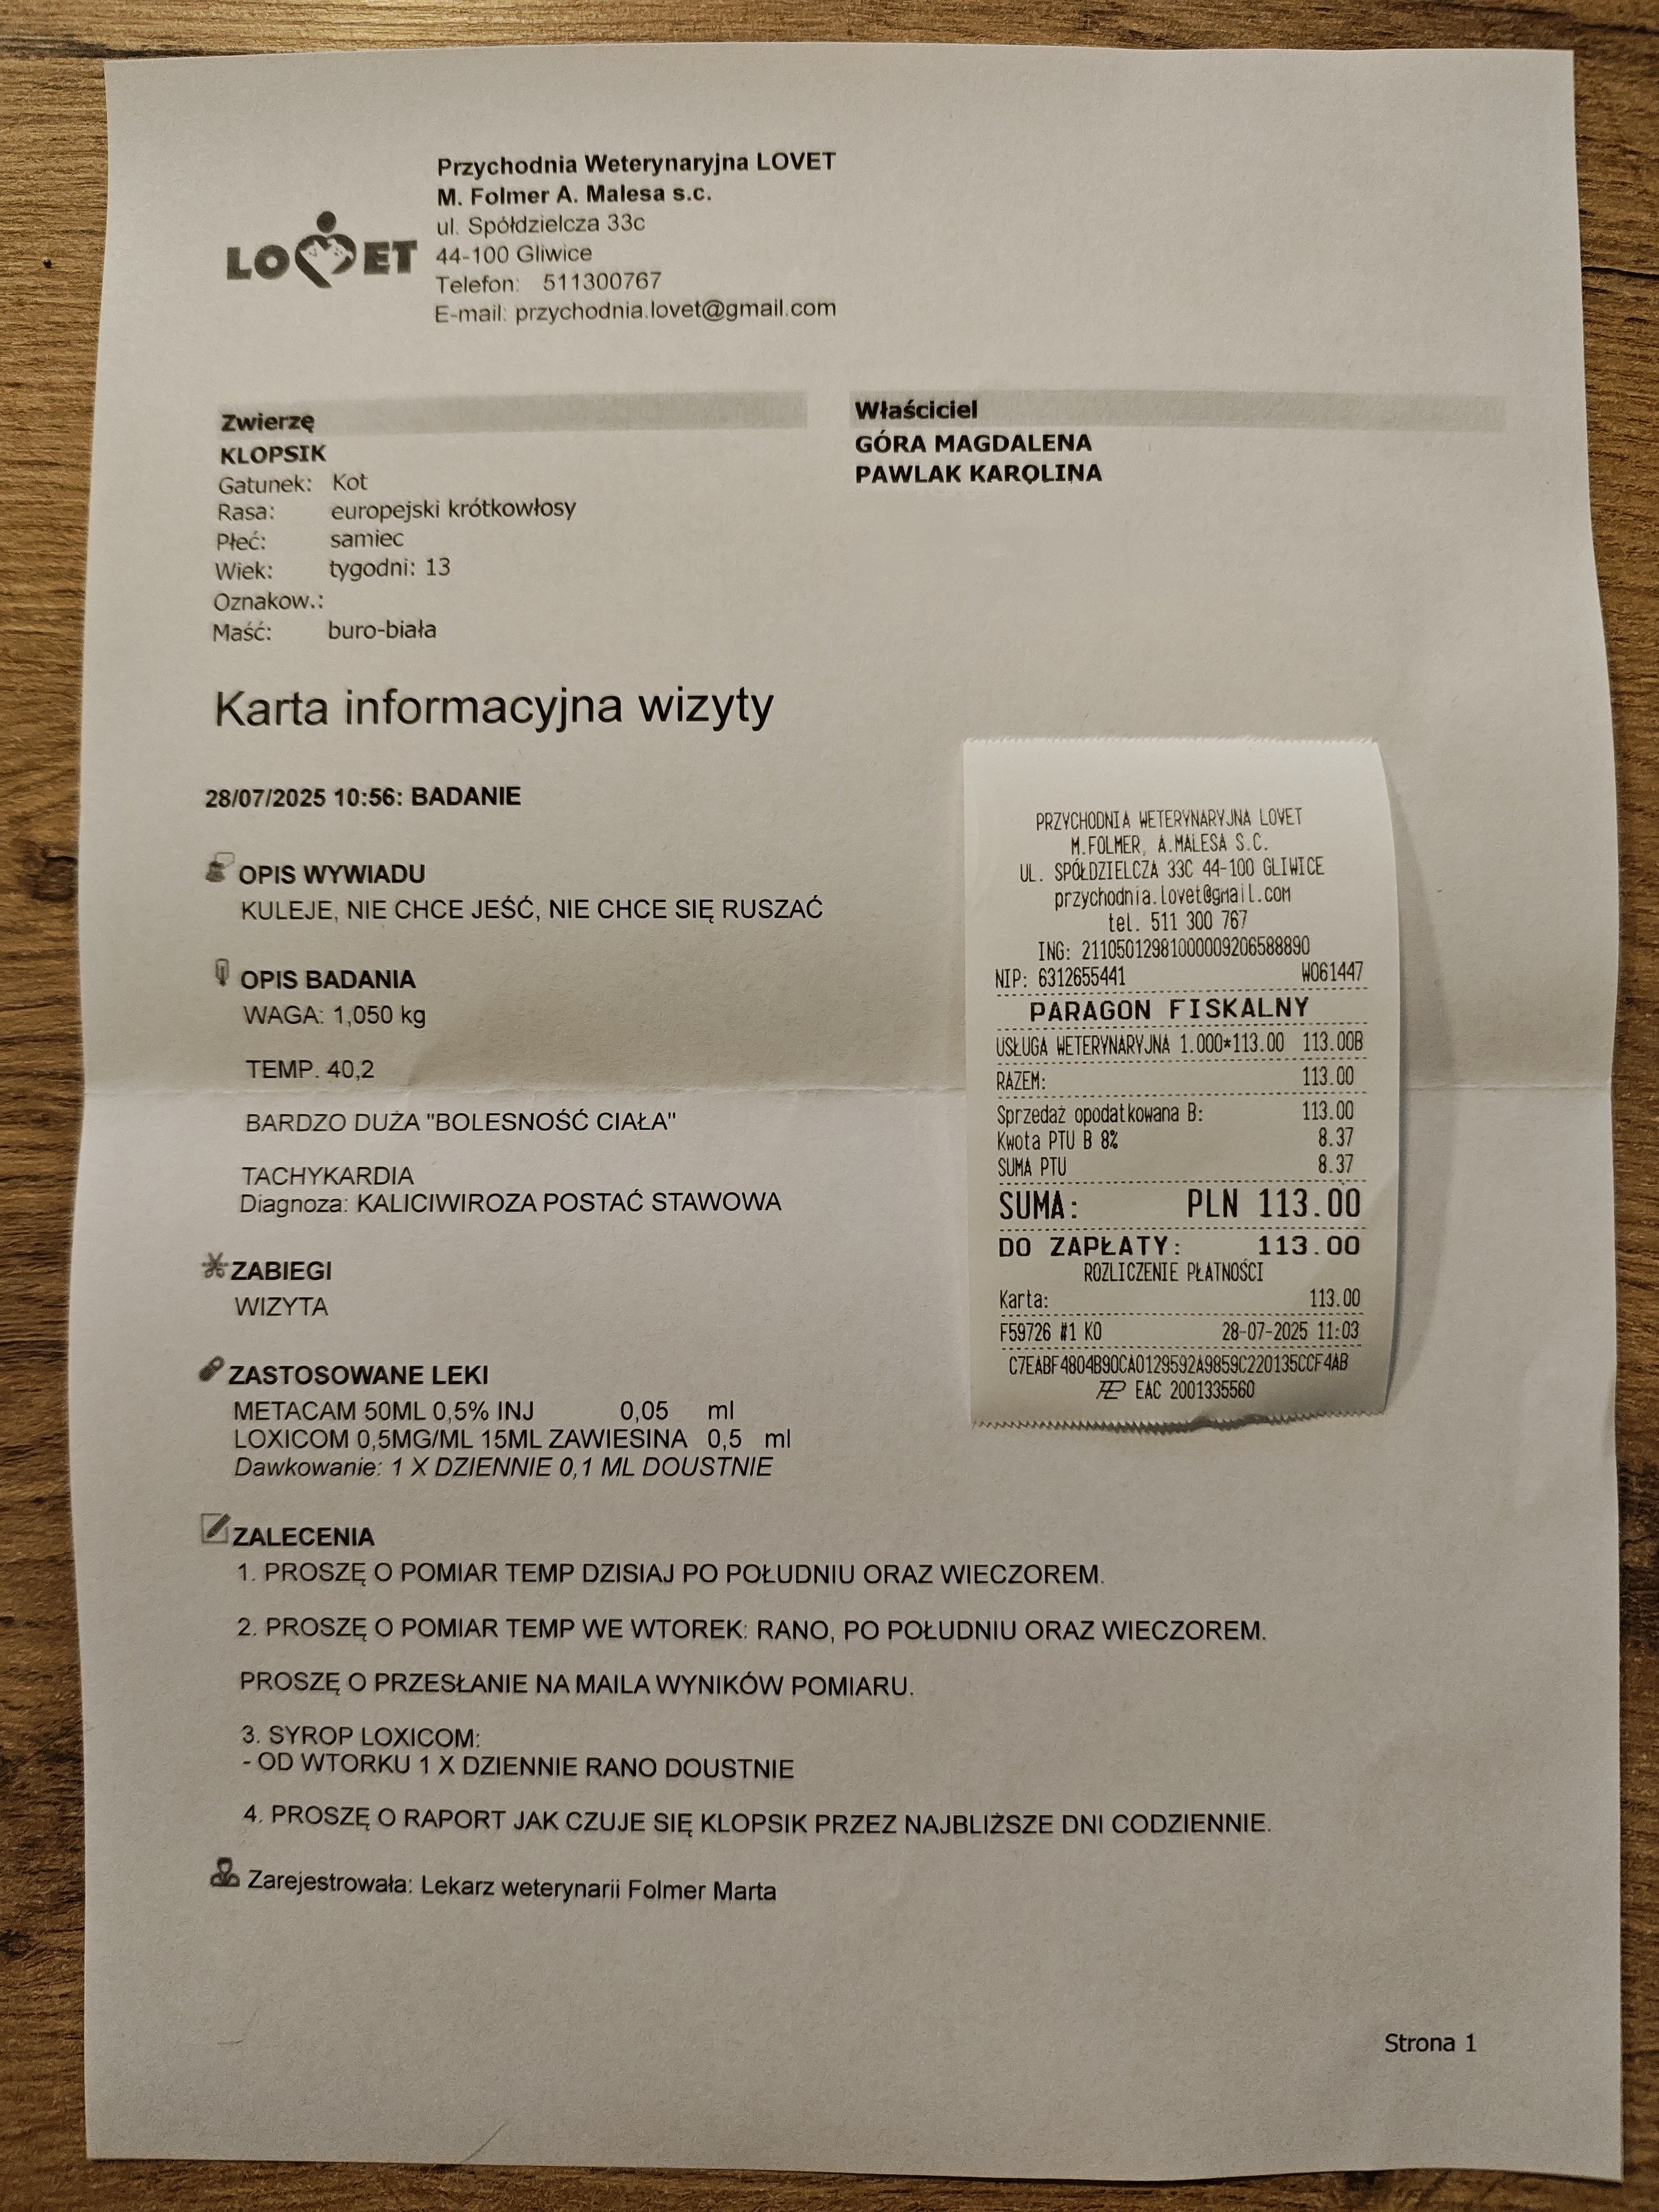 LOVET
Przychodnia Weterynaryjna LOVET
M. Folmer A. Malesa s.c.
ul. Spółdzielcza 33c
44-100 Gliwice
Telefon: 511300767
E-mail: przychodnia.lovet@gmail.com
Zwierzę
KLOPSIK
Gatunek: Kot
Rasa: europejski krótkowłosy
Płeć: samiec
Wiek: tygodni: 13
Oznakow.:
Maść: buro-biała
Właściciel
GÓRA MAGDALENA
PAWLAK KAROLINA
Karta informacyjna wizyty
28/07/2025 10:56: BADANIE
OPIS WYWIADU
KULEJE, NIE CHCE JEŚĆ, NIE CHCE SIĘ RUSZAĆ
OPIS BADANIA
WAGA: 1,050 kg
TEMP. 40,2
BARDZO DUŻA "BOLESNOŚĆ CIAŁA"
TACHYKARDIA
Diagnoza: KALICIWIROZA POSTAĆ STAWOWA
ZABIEGI
WIZYTA
ZASTOSOWANE LEKI
METACAM 50ML 0,5% INJ 0,05 ml
LOXICOM 0,5MG/ML 15ML ZAWIESINA 0,5 ml
Dawkowanie: 1 X DZIENNIE 0,1 ML DOUSTNIE
ZALECENIA
1. PROSZĘ O POMIAR TEMP DZISIAJ PO POŁUDNIU ORAZ WIECZOREM.
2. PROSZĘ O POMIAR TEMP WE WTOREK: RANO, PO POŁUDNIU ORAZ WIECZOREM.
PROSZĘ O PRZESŁANIE NA MAILA WYNIKÓW POMIARU.
3. SYROP LOXICOM:
- OD WTORKU 1 X DZIENNIE RANO DOUSTNIE
4. PROSZĘ O RAPORT JAK CZUJE SIĘ KLOPSIK PRZEZ NAJBLIŻSZE DNI CODZIENNIE.
Zarejestrowała: Lekarz weterynarii Folmer Marta
Strona 1
PRZYCHODNIA WETERYNARYJNA LOVET
M.FOLMER, A.MALESA S.C.
UL. SPÓŁDZIELCZA 33C 44-100 GLIWICE
przychodnia.lovet@gmail.com
tel. 511 300 767
ING: 21105012981000009206588890
NIP: 6312655441 W061447
PARAGON FISKALNY
USŁUGA WETERYNARYJNA 1.000*113.00 113.00B
RAZEM: 113.00
Sprzedaż opodatkowana B: 113.00
Kwota PTU B 8% 8.37
SUMA PTU 8.37
SUMA: PLN 113.00
DO ZAPŁATY: 113.00
ROZLICZENIE PŁATNOŚCI
Karta: 113.00
F59726 #1 KO 28-07-2025 11:03
C7EABF4804B90CA0129592A9859C220135CCF4AB
EAC 2001335560